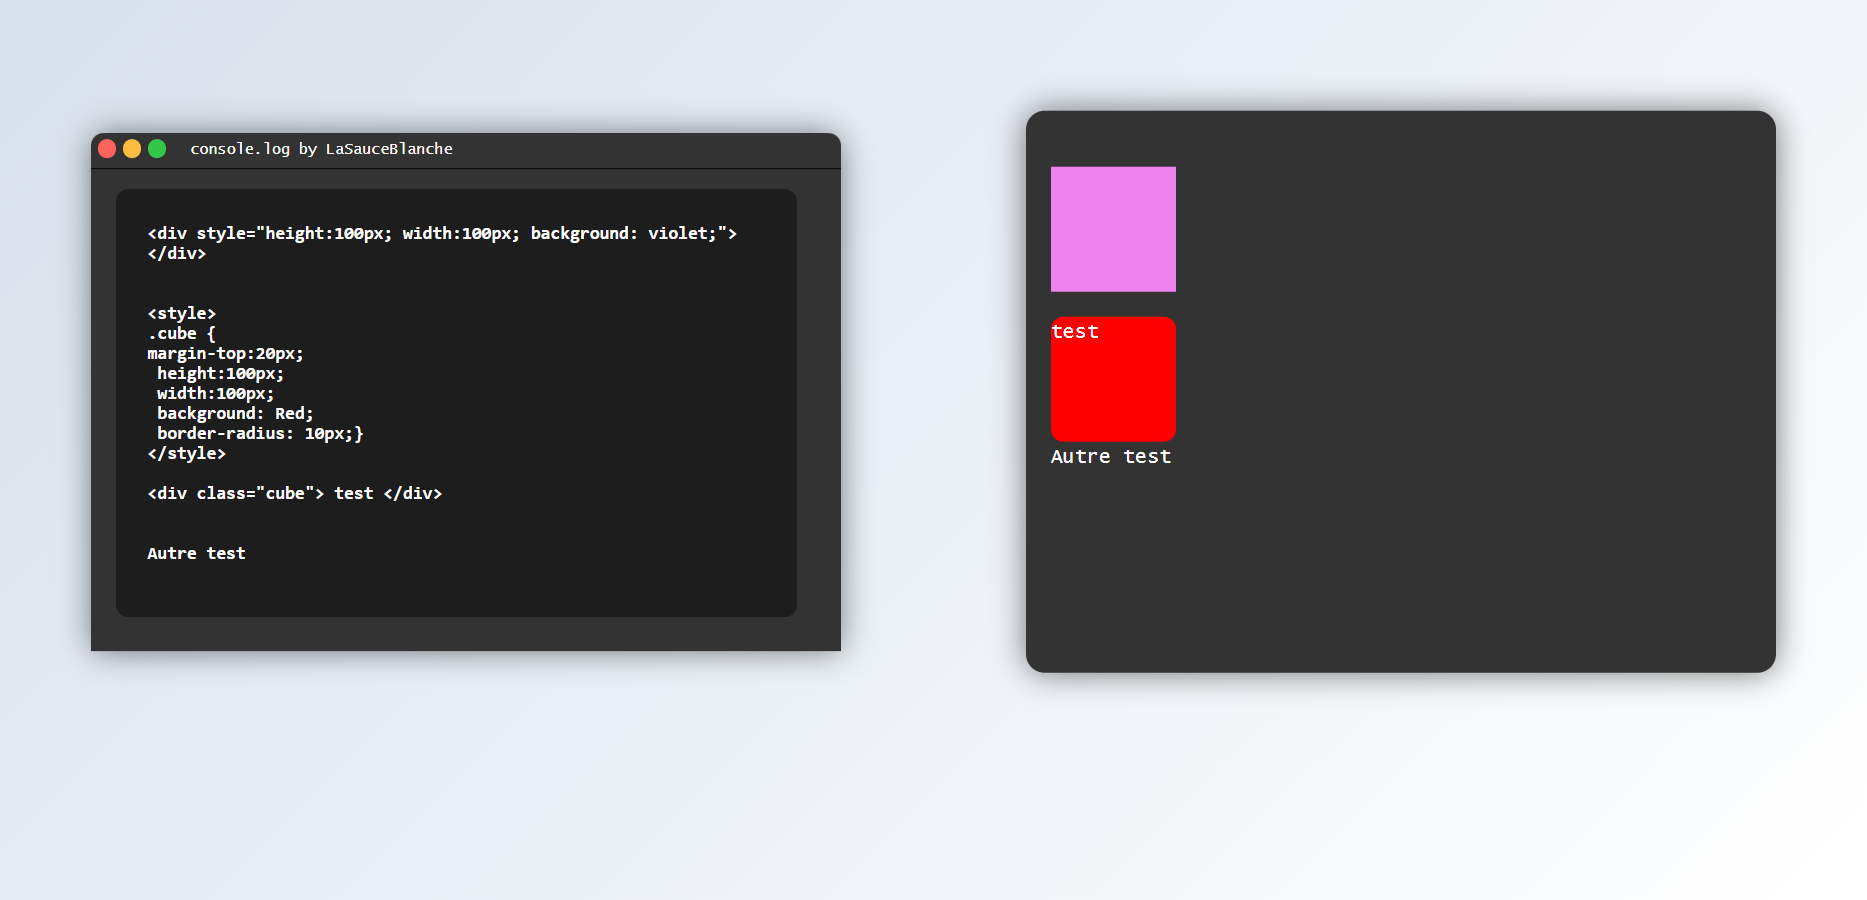 console.log by LaSauceBlanche
<div style="height:100px; width:100px; background: violet;">
</div>
<style>
.cube {
margin-top:20px;
height:100px;
width:100px;
background: Red;
border-radius: 10px;}
</style>
<div class="cube"> test </div>
Autre test
test
Autre test